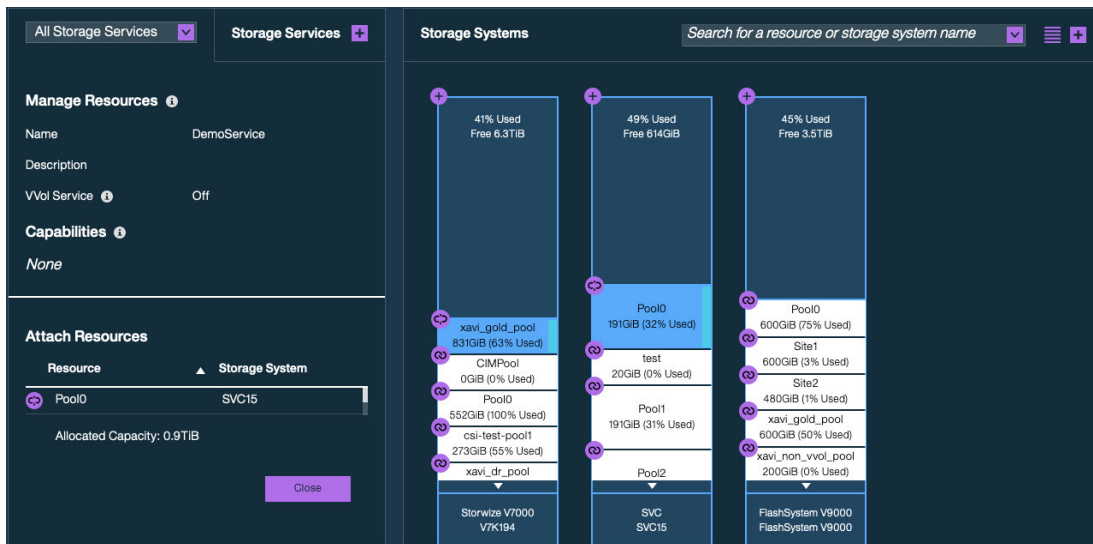 All Storage Services
Storage Services
Storage Systems
Search for a resource or storage system name
Manage Resources
Name DemoService
Description
VVol Service Off
Capabilities
None
Attach Resources
Resource Storage System
Pool0 SVC15
Allocated Capacity: 0.9TiB
Close
41% Used
Free 6.3TiB
xavi_gold_pool
831GiB (63% Used)
CIMPool
0GiB (0% Used)
Pool0
552GiB (100% Used)
csi-test-pool1
273GiB (55% Used)
xavi_dr_pool
Storwize V7000
V7K194
49% Used
Free 614GiB
Pool0
191GiB (32% Used)
test
20GiB (0% Used)
Pool1
191GiB (31% Used)
Pool2
SVC
SVC15
45% Used
Free 3.5TiB
Pool0
600GiB (75% Used)
Site1
600GiB (3% Used)
Site2
480GiB (1% Used)
xavi_gold_pool
600GiB (50% Used)
xavi_non_vvol_pool
200GiB (0% Used)
FlashSystem V9000
FlashSystem V9000